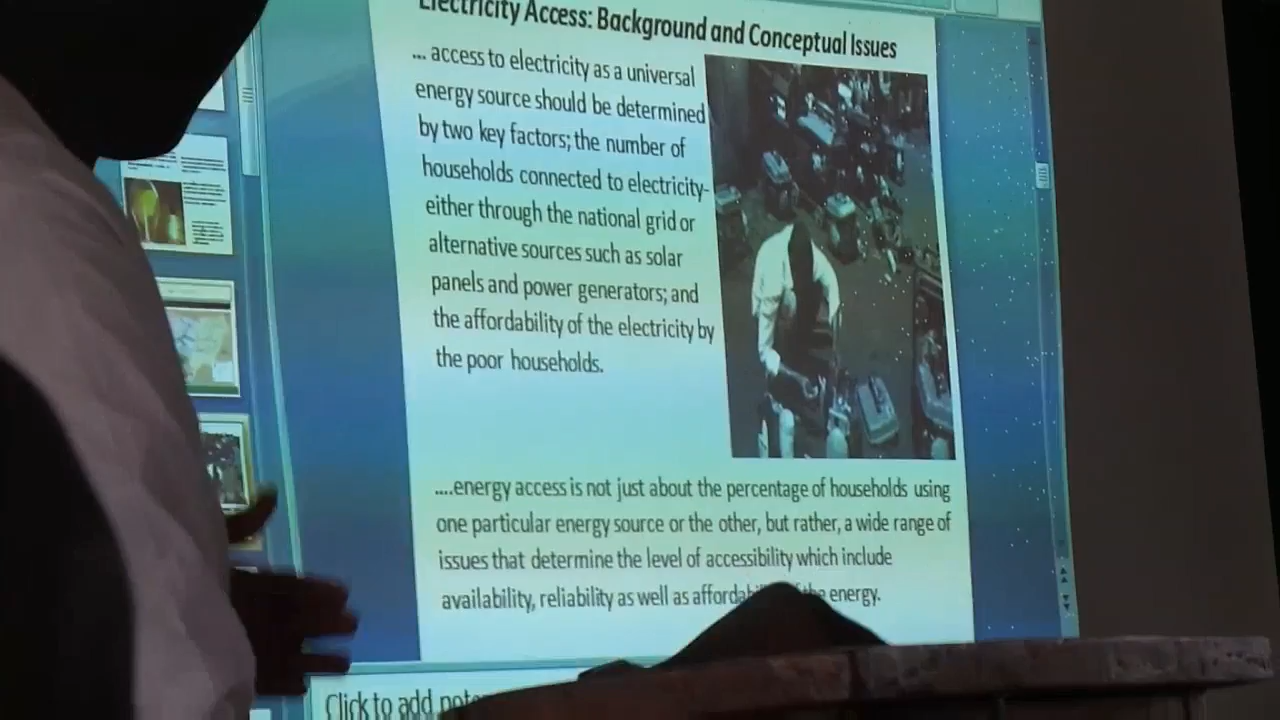 Electricity Access: Background and Conceptual Issues
... access to electricity as a universal
energy source should be determined
by two key factors; the number of
households connected to electricity-
either through the national grid or
alternative sources such as solar
panels and power generators; and
the affordability of the electricity by
the poor households.
....energy access is not just about the percentage of households using
one particular energy source or the other, but rather, a wide range of
issues that determine the level of accessibility which include
availability, reliability as well as the energy.
Click to add